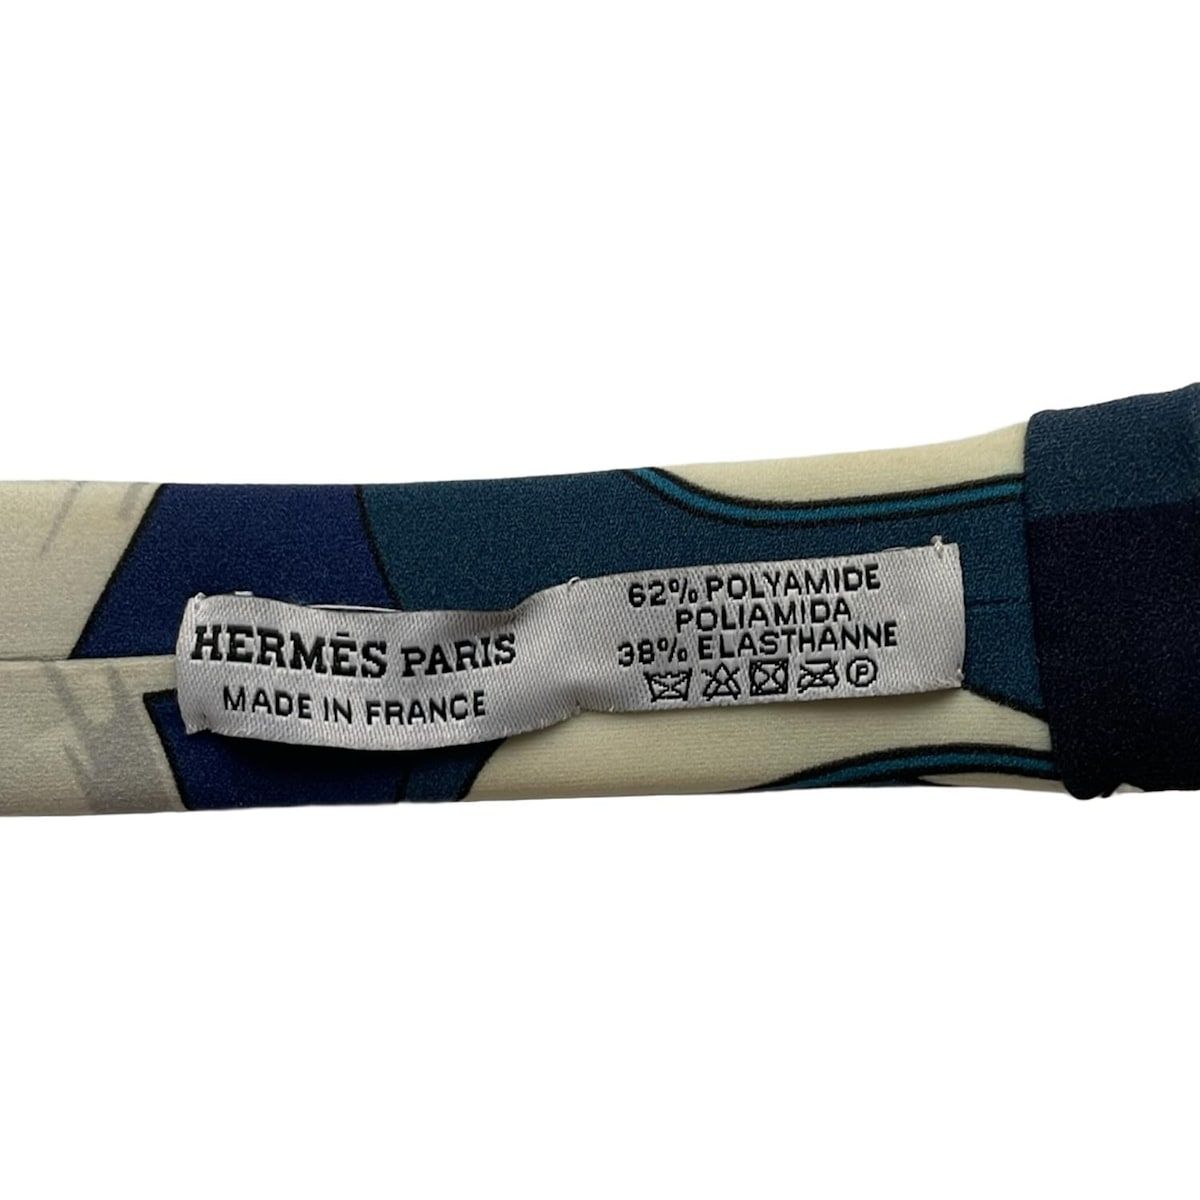 HERMÈS PARIS
MADE IN FRANCE
62% POLYAMIDE
POLIAMIDA
38% ELASTHANNE
P